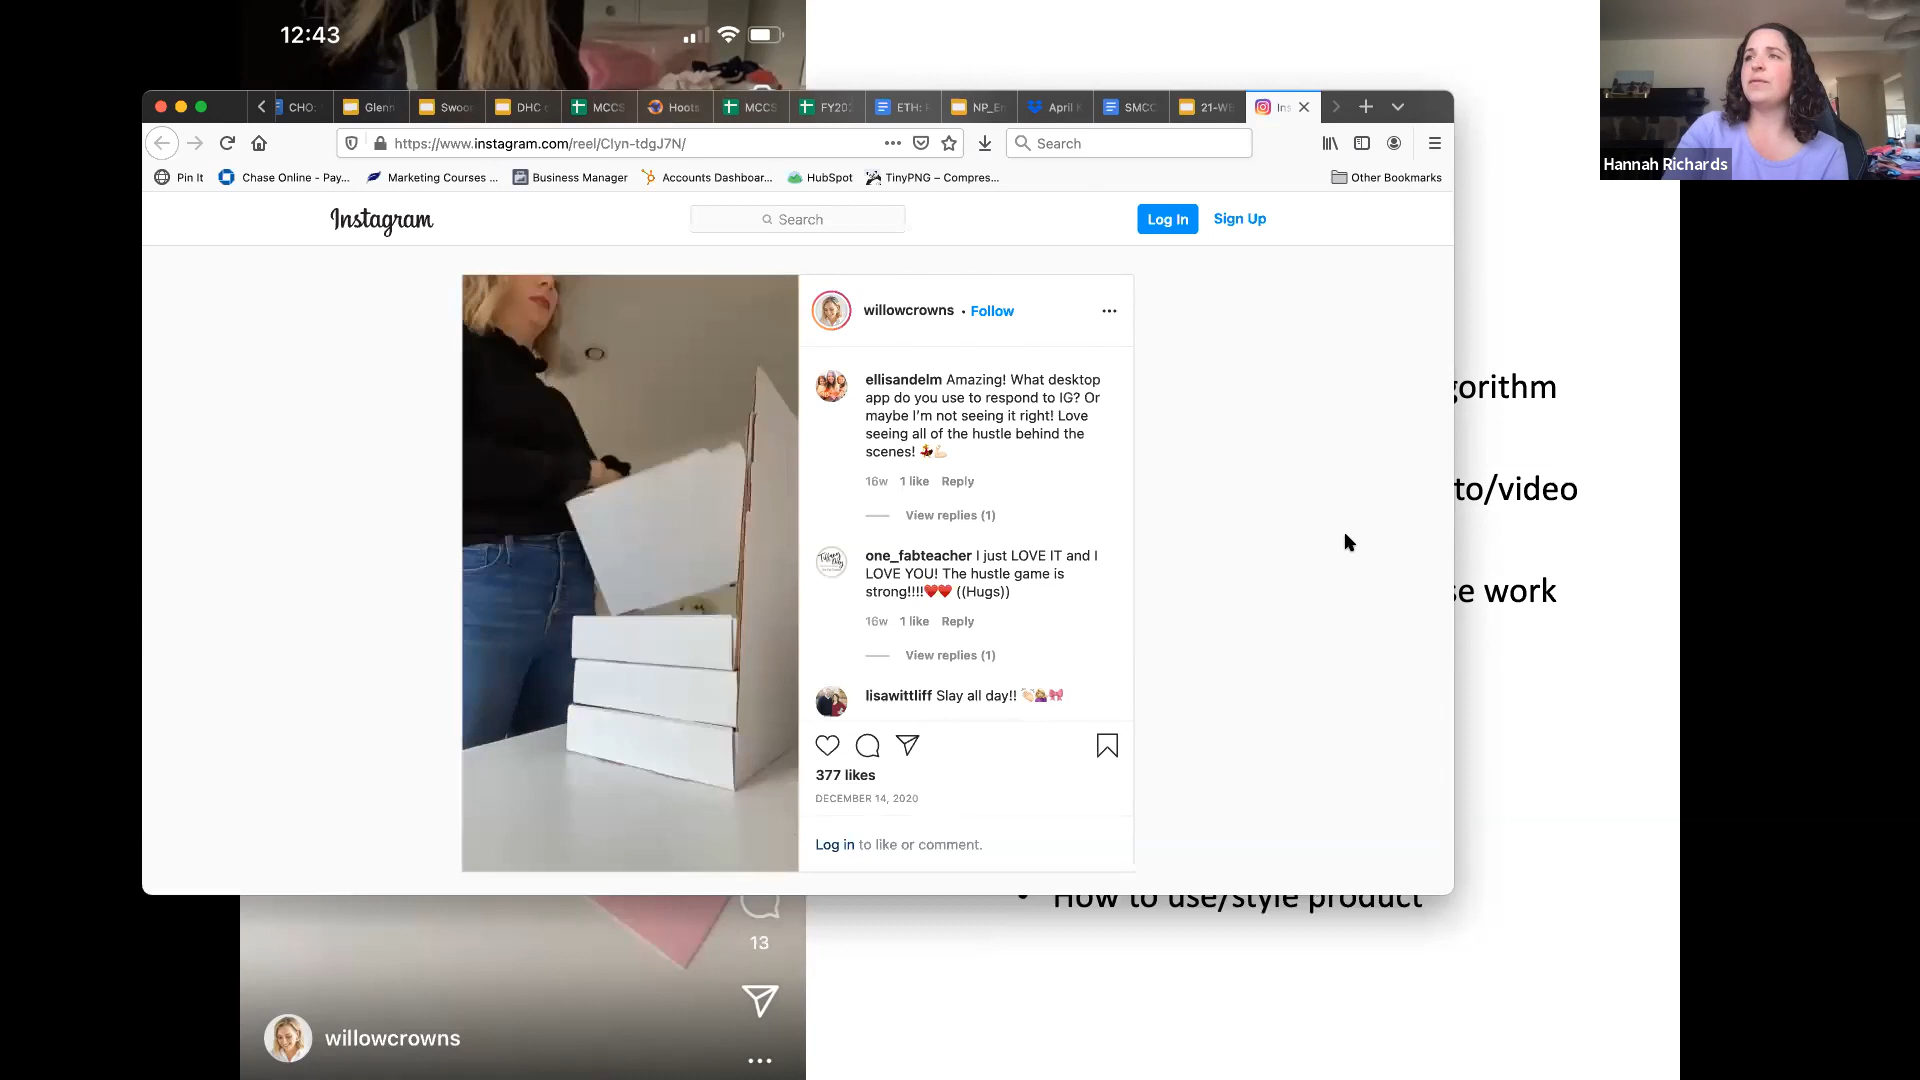 12:43
CHO:
Glenn
Swoo
DHC
MCCS
Hoots
MCCS
FY20
ETH:
NP_En
April
SMCC
21-WE
Ins
https://www.instagram.com/reel/CIyn-tdgJ7N/
Search
Pin It
Chase Online - Pay...
Marketing Courses ...
Business Manager
Accounts Dashboar...
HubSpot
TinyPNG – Compres...
Other Bookmarks
Instagram
Search
Log In
Sign Up
willowcrowns • Follow
ellisandelm Amazing! What desktop
app do you use to respond to IG? Or
maybe I'm not seeing it right! Love
seeing all of the hustle behind the
scenes! 💃💪🏻
16w 1 like Reply
View replies (1)
one_fabteacher I just LOVE IT and I
LOVE YOU! The hustle game is
strong!!!!❤️❤️ ((Hugs))
16w 1 like Reply
View replies (1)
lisawittliff Slay all day!! 👏🏻🙋🏼‍♀️🎀
377 likes
DECEMBER 14, 2020
Log in to like or comment.
gorithm
to/video
se work
• How to use/style product
13
willowcrowns
Hannah Richards